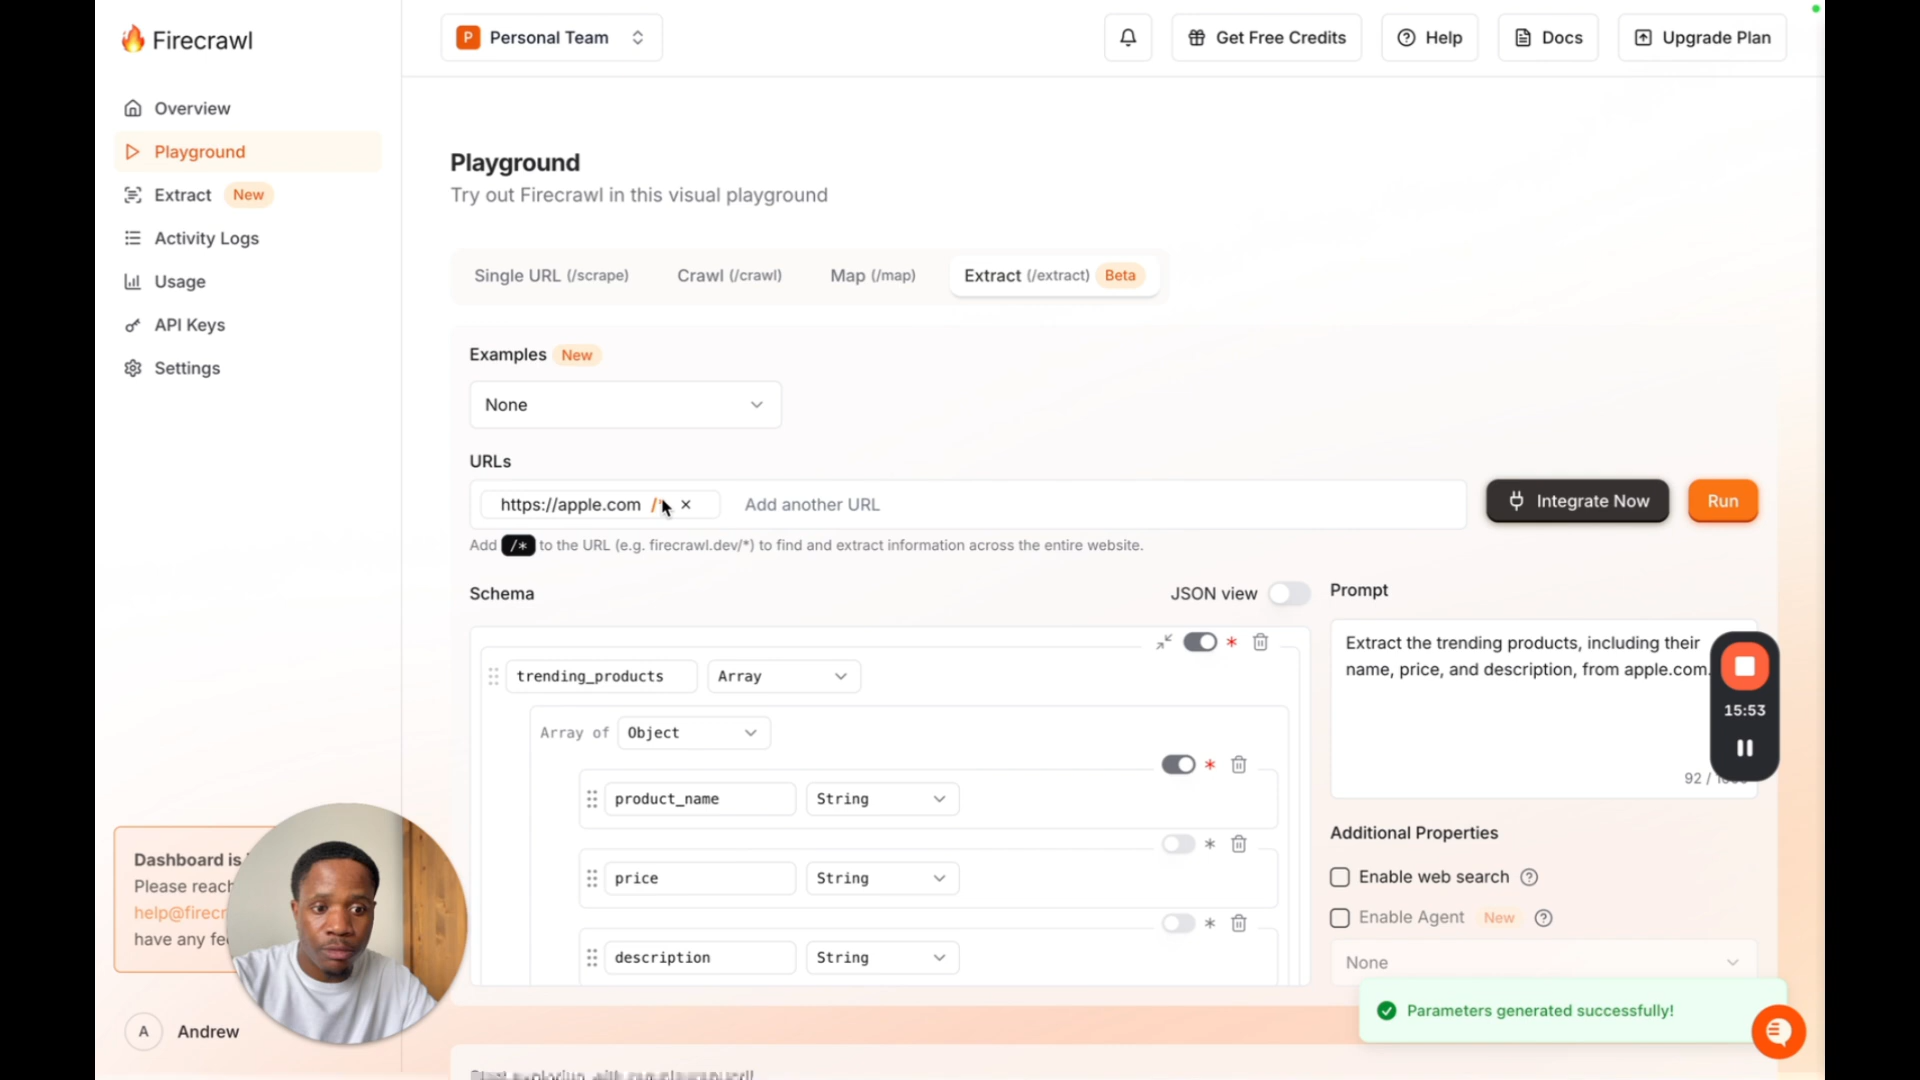 Firecrawl
P Personal Team
Get Free Credits
Help
Docs
Upgrade Plan
Overview
Playground
Extract New
Activity Logs
Usage
API Keys
Settings
Playground
Try out Firecrawl in this visual playground
Single URL (/scrape)
Crawl (/crawl)
Map (/map)
Extract (/extract) Beta
Examples New
None
URLs
https://apple.com
Add another URL
Integrate Now
Run
Add /* to the URL (e.g. firecrawl.dev/*) to find and extract information across the entire website.
Schema
JSON view
Prompt
*
trending_products
Array
Extract the trending products, including their
name, price, and description, from apple.com.
15:53
Array of Object
*
product_name
String
92 /
*
price
String
*
description
String
Additional Properties
Enable web search
Enable Agent New
None
Parameters generated successfully!
Dashboard is
Please reach
have any
A Andrew